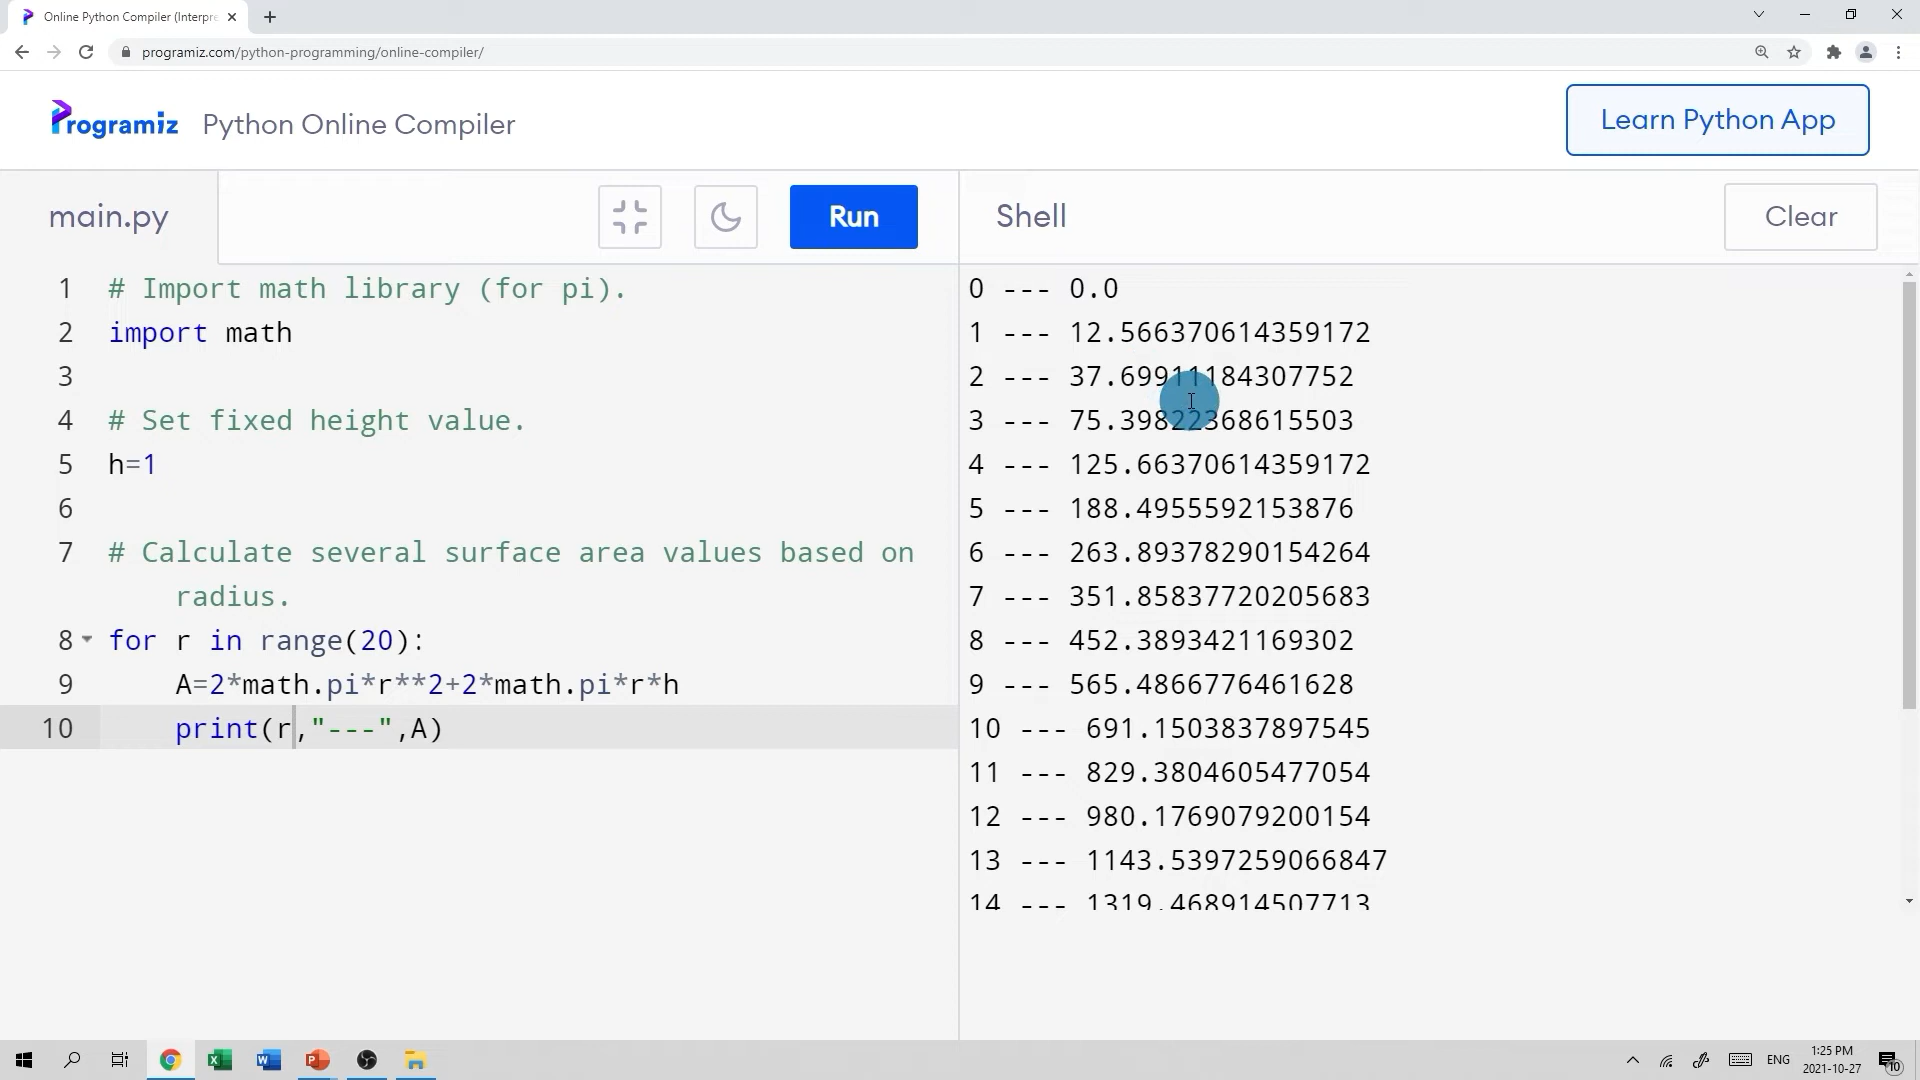 Online Python Compiler (Interpre
programiz.com/python-programming/online-compiler/
Programiz Python Online Compiler
Learn Python App
main.py
Run
Shell
Clear
1 # Import math library (for pi).
2 import math
3
4 # Set fixed height value.
5 h=1
6
7 # Calculate several surface area values based on
radius.
8 for r in range(20):
9 A=2*math.pi*r**2+2*math.pi*r*h
10 print(r,"---",A)
0 --- 0.0
1 --- 12.566370614359172
2 --- 37.69911184307752
3 --- 75.39822368615503
4 --- 125.66370614359172
5 --- 188.4955592153876
6 --- 263.89378290154264
7 --- 351.85837720205683
8 --- 452.3893421169302
9 --- 565.4866776461628
10 --- 691.1503837897545
11 --- 829.3804605477054
12 --- 980.1769079200154
13 --- 1143.5397259066847
14 --- 1319.468914507713
ENG
1:25 PM
2021-10-27
10